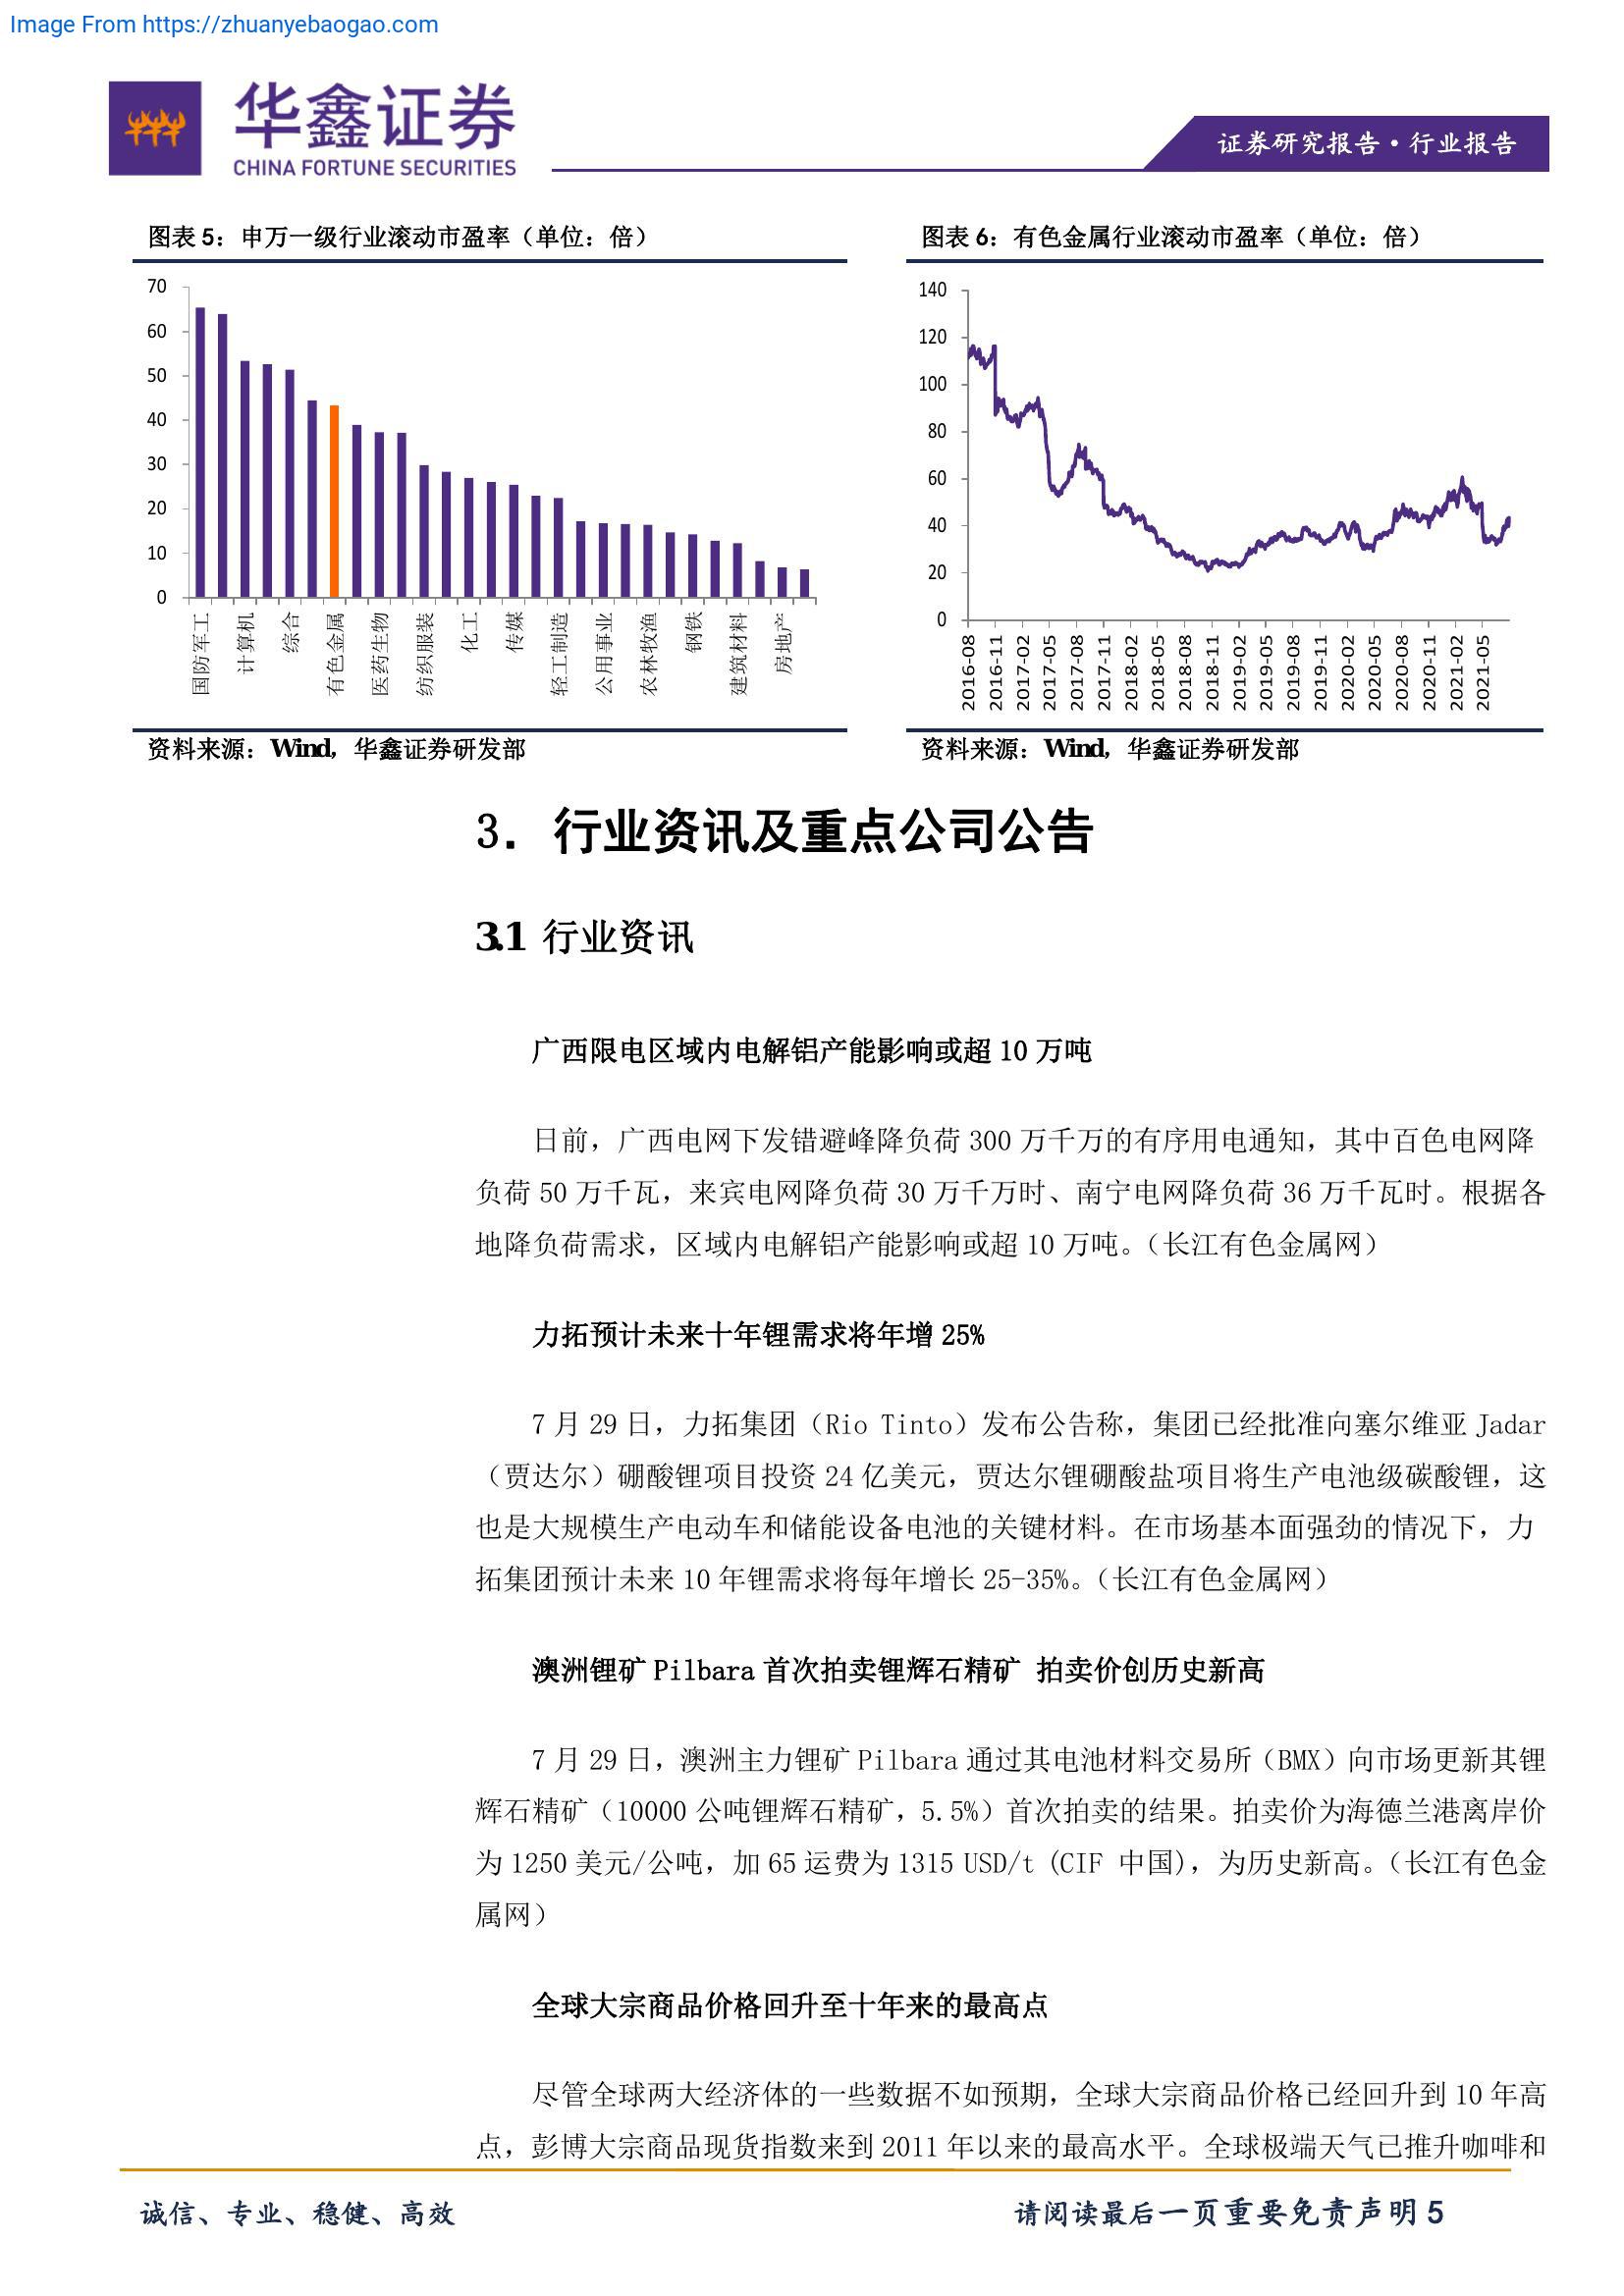 Image From https://zhuanyebaogao.com
华鑫证券
CHINA FORTUNE SECURITIES
证券研究报告·行业报告
图表 5：申万一级行业滚动市盈率（单位：倍）
70
60
50
40
30
20
10
0
国防军工
计算机
综合
有色金属
医药生物
纺织服装
化工
传媒
轻工制造
公用事业
农林牧渔
钢铁
建筑材料
房地产
资料来源：Wind，华鑫证券研发部
图表 6：有色金属行业滚动市盈率（单位：倍）
140
120
100
80
60
40
20
0
2016-08
2016-11
2017-02
2017-05
2017-08
2017-11
2018-02
2018-05
2018-08
2018-11
2019-02
2019-05
2019-08
2019-11
2020-02
2020-05
2020-08
2020-11
2021-02
2021-05
资料来源：Wind，华鑫证券研发部
3. 行业资讯及重点公司公告
3.1 行业资讯
广西限电区域内电解铝产能影响或超 10 万吨
日前，广西电网下发错避峰降负荷 300 万千万的有序用电通知，其中百色电网降
负荷 50 万千瓦，来宾电网降负荷 30 万千万时、南宁电网降负荷 36 万千瓦时。根据各
地降负荷需求，区域内电解铝产能影响或超 10 万吨。（长江有色金属网）
力拓预计未来十年锂需求将年增 25%
7 月 29 日，力拓集团（Rio Tinto）发布公告称，集团已经批准向塞尔维亚 Jadar
（贾达尔）硼酸锂项目投资 24 亿美元，贾达尔锂硼酸盐项目将生产电池级碳酸锂，这
也是大规模生产电动车和储能设备电池的关键材料。在市场基本面强劲的情况下，力
拓集团预计未来 10 年锂需求将每年增长 25-35%。（长江有色金属网）
澳洲锂矿 Pilbara 首次拍卖锂辉石精矿 拍卖价创历史新高
7 月 29 日，澳洲主力锂矿 Pilbara 通过其电池材料交易所（BMX）向市场更新其锂
辉石精矿（10000 公吨锂辉石精矿，5.5%）首次拍卖的结果。拍卖价为海德兰港离岸价
为 1250 美元/公吨，加 65 运费为 1315 USD/t (CIF 中国)，为历史新高。（长江有色金
属网）
全球大宗商品价格回升至十年来的最高点
尽管全球两大经济体的一些数据不如预期，全球大宗商品价格已经回升到 10 年高
点，彭博大宗商品现货指数来到 2011 年以来的最高水平。全球极端天气已推升咖啡和
诚信、专业、稳健、高效
请阅读最后一页重要免责声明 5